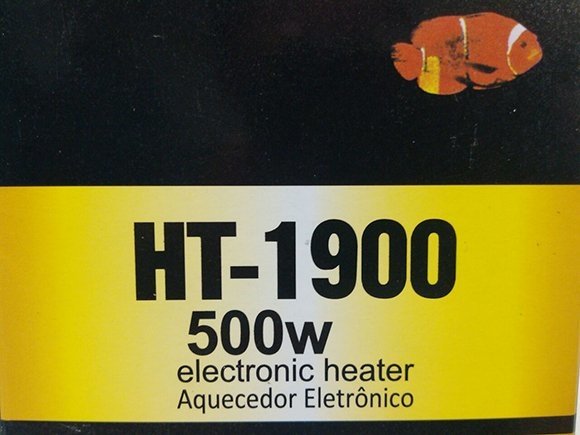 HT-1900
500w
electronic heater
Aquecedor Eletrônico